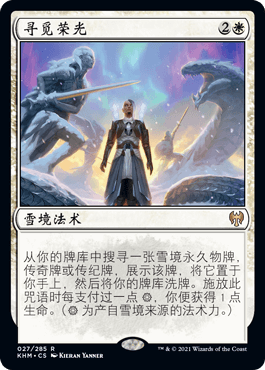 寻觅荣光 2
雪境法术
从你的牌库中搜寻一张雪境永久物牌,
传奇牌或传纪牌,展示该牌,将它置于
你手上,然后将你的牌库洗牌。施放此
咒语时每支付过一点,你便获得1点
生命。(为产自雪境来源的法术力。)
027/285 R
KHM • CS KIERAN YANNER
™ & © 2021 Wizards of the Coast